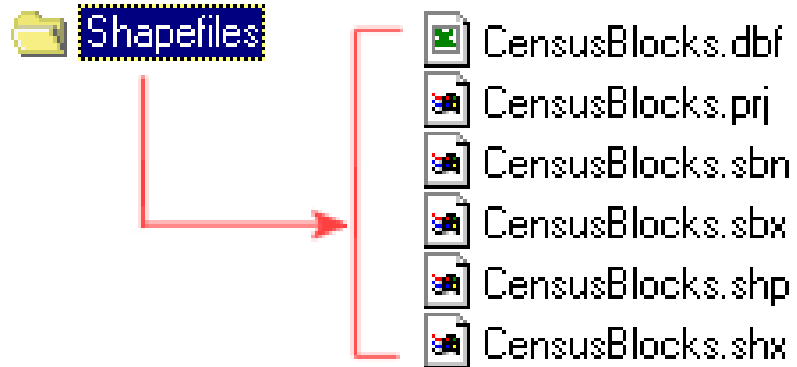 Shapefiles
CensusBlocks.dbf
CensusBlocks.prj
CensusBlocks.sbn
CensusBlocks.sbx
CensusBlocks.shp
CensusBlocks.shx